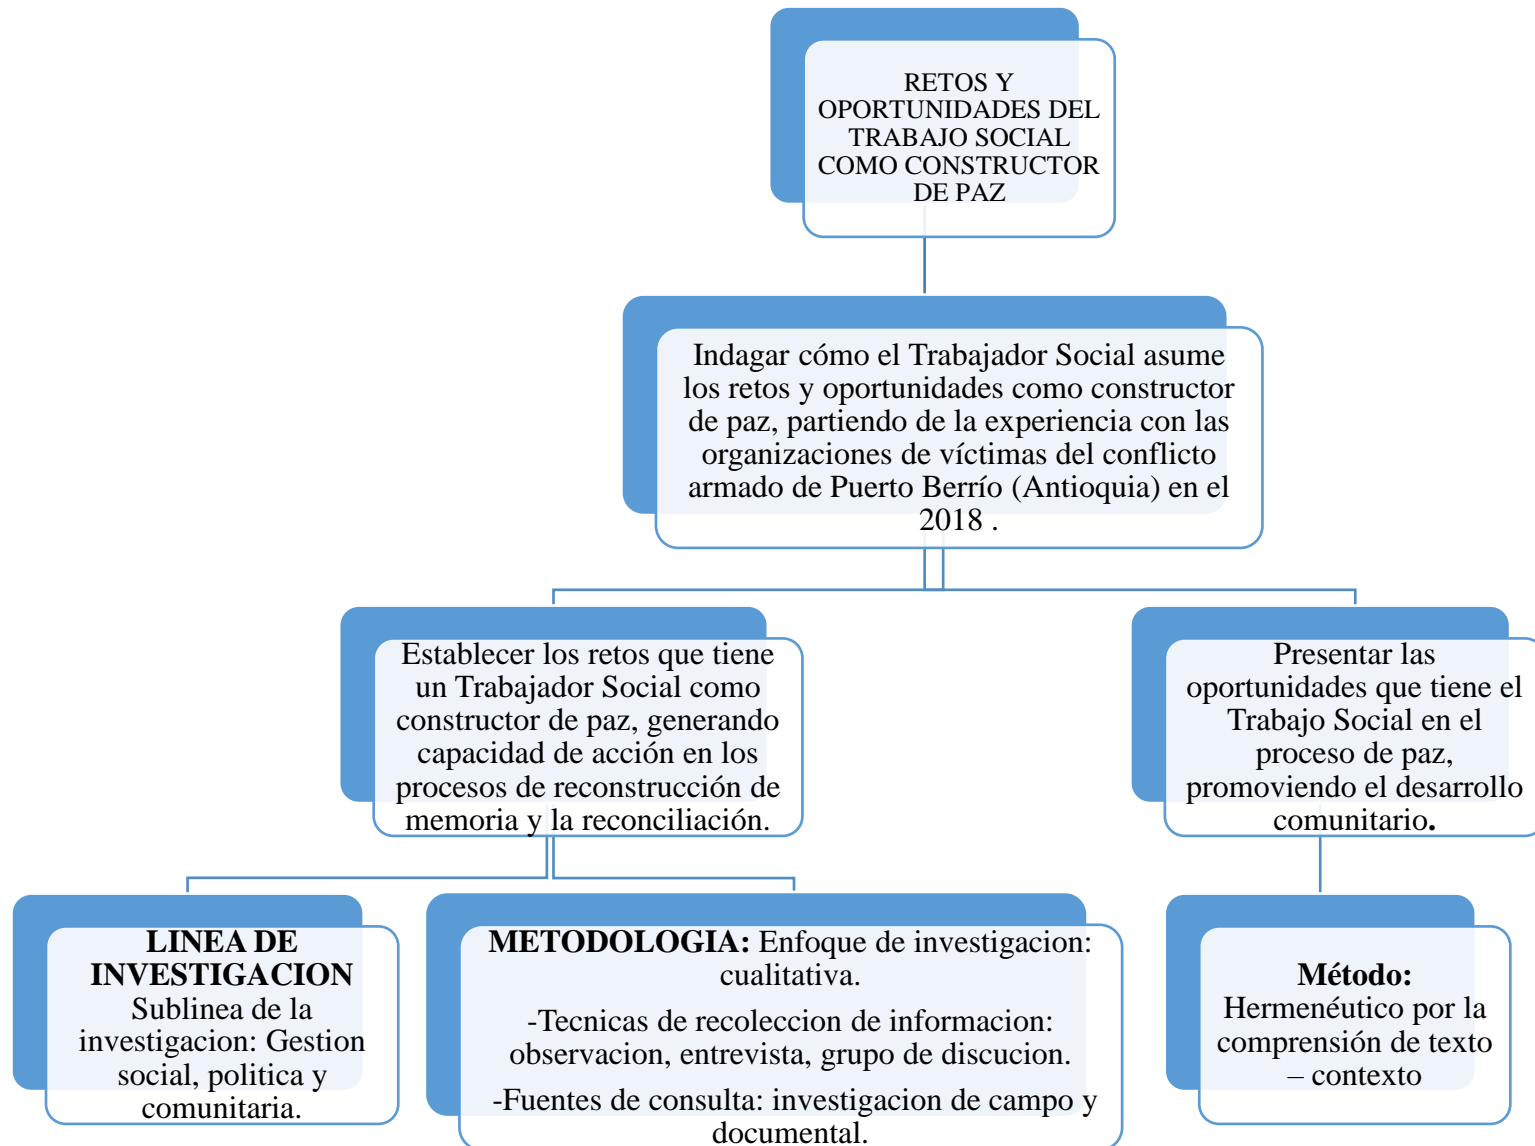 RETOS Y
OPORTUNIDADES DEL
TRABAJO SOCIAL
COMO CONSTRUCTOR
DE PAZ
Indagar cómo el Trabajador Social asume
los retos y oportunidades como constructor
de paz, partiendo de la experiencia con las
organizaciones de víctimas del conflicto
armado de Puerto Berrío (Antioquia) en el
2018 .
Establecer los retos que tiene
un Trabajador Social como
constructor de paz, generando
capacidad de acción en los
procesos de reconstrucción de
memoria y la reconciliación.
Presentar las
oportunidades que tiene el
Trabajo Social en el
proceso de paz,
promoviendo el desarrollo
comunitario.
LINEA DE
INVESTIGACION
Sublinea de la
investigacion: Gestion
social, politica y
comunitaria.
METODOLOGIA: Enfoque de investigacion:
cualitativa.
-Tecnicas de recoleccion de informacion:
observacion, entrevista, grupo de discucion.
-Fuentes de consulta: investigacion de campo y
documental.
Método:
Hermenéutico por la
comprensión de texto
– contexto